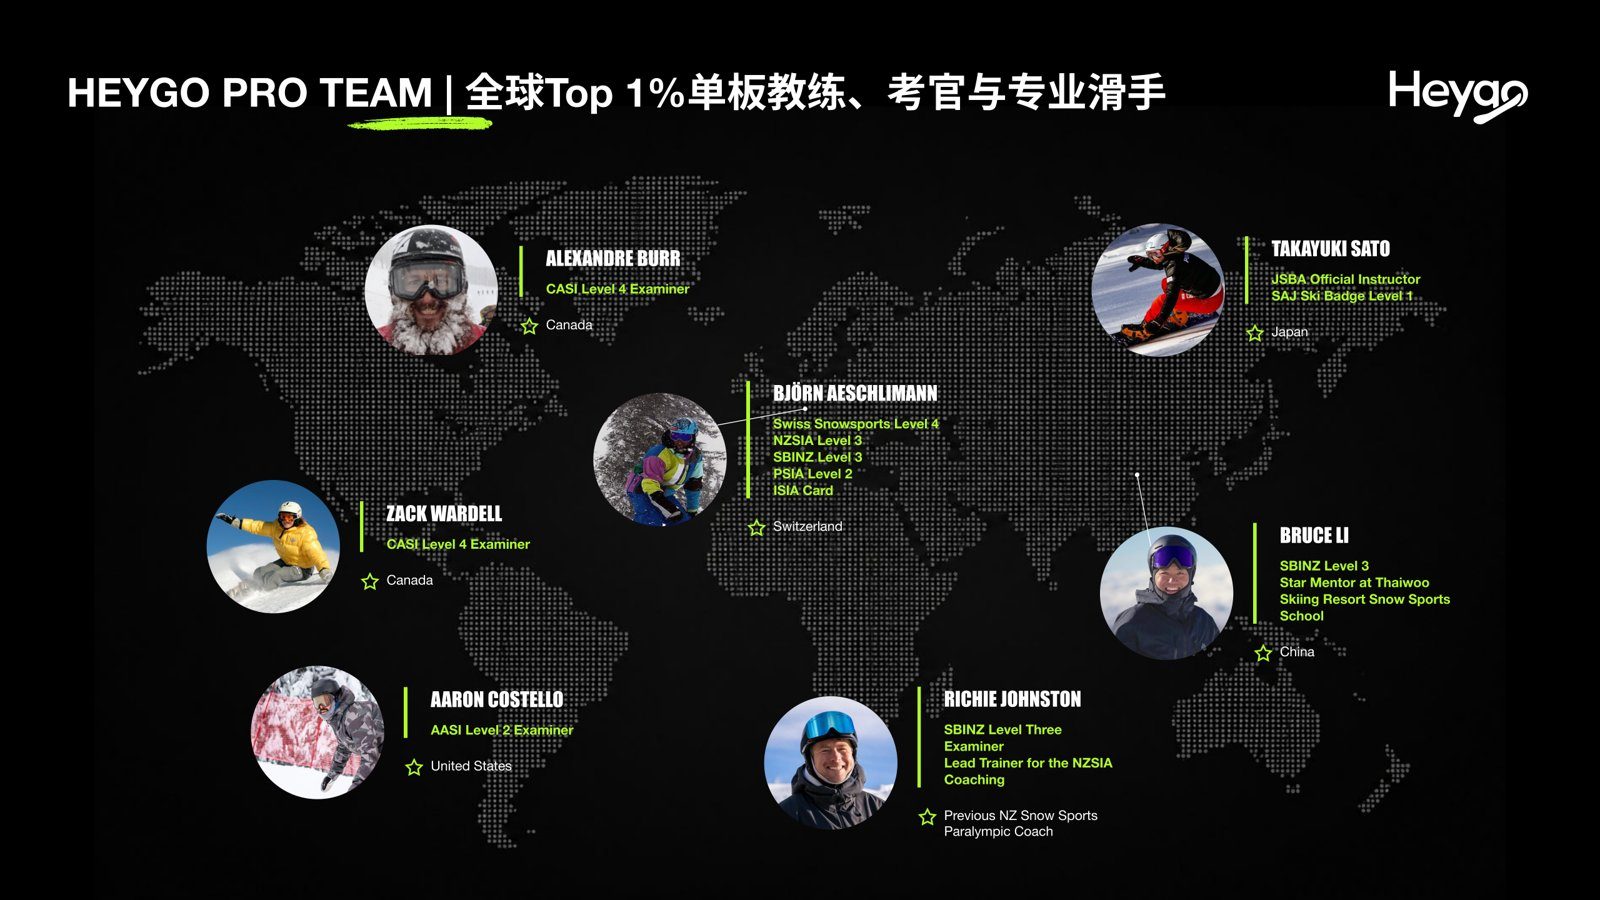 HEYGO PRO TEAM | 全球Top 1%单板教练、考官与专业滑手
Heygo
ALEXANDRE BURR
CASI Level 4 Examiner
Canada
TAKAYUKI SATO
JSBA Official Instructor
SAJ Ski Badge Level 1
Japan
BJÖRN AESCHLIMANN
Swiss Snowsports Level 4
NZSIA Level 3
SBINZ Level 3
PSIA Level 2
ISIA Card
Switzerland
ZACK WARDELL
CASI Level 4 Examiner
Canada
BRUCE LI
SBINZ Level 3
Star Mentor at Thaiwoo
Skiing Resort Snow Sports
School
China
AARON COSTELLO
AASI Level 2 Examiner
United States
RICHIE JOHNSTON
SBINZ Level Three
Examiner
Lead Trainer for the NZSIA
Coaching
Previous NZ Snow Sports
Paralympic Coach